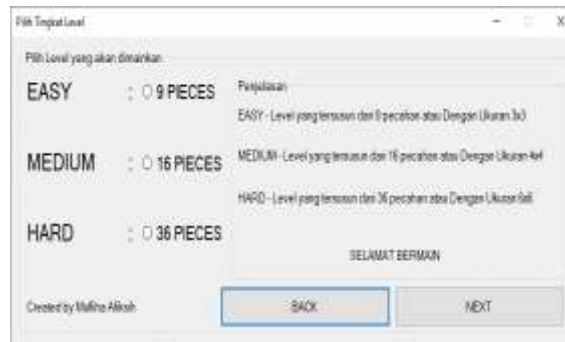 Pilih Tingkat Level
Pilih Level yang akan dimainkan
EASY : 9 PIECES
Penjelasan
EASY - Level yang tersusun dari 9 pecahan atau Dengan Ukuran 3x3
MEDIUM : 16 PIECES
MEDIUM - Level yang tersusun dari 16 pecahan atau Dengan Ukuran 4x4
HARD - Level yang tersusun dari 36 pecahan atau Dengan Ukuran 6x6
HARD : 36 PIECES
SELAMAT BERMAIN
Created by
BACK
NEXT